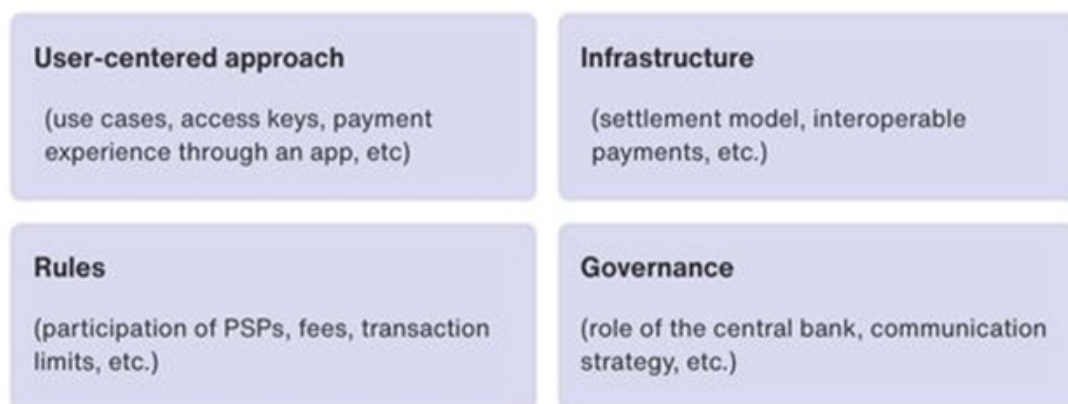 User-centered approach
(use cases, access keys, payment
experience through an app, etc)
Infrastructure
(settlement model, interoperable
payments, etc.)
Rules
(participation of PSPs, fees, transaction
limits, etc.)
Governance
(role of the central bank, communication
strategy, etc.)